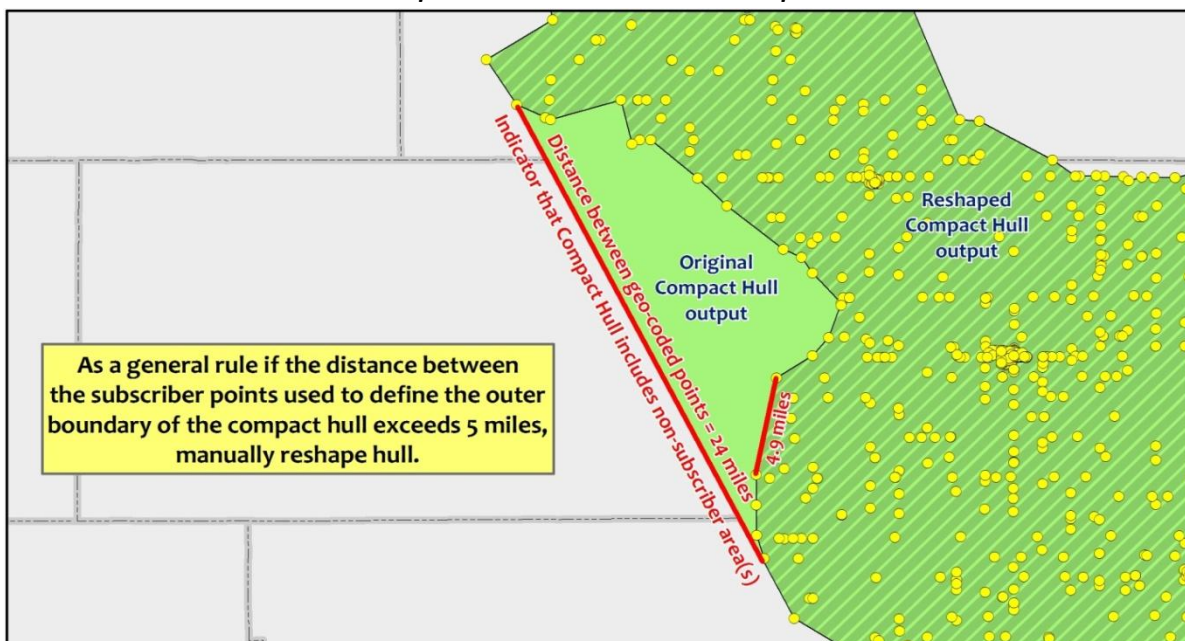 Distance between geo-coded points = 24 miles
Indicator that Compact Hull includes non-subscriber area(s)
Reshaped
Compact Hull
output
Original
Compact Hull
output
As a general rule if the distance between
the subscriber points used to define the outer
boundary of the compact hull exceeds 5 miles,
manually reshape hull.
4.9 miles